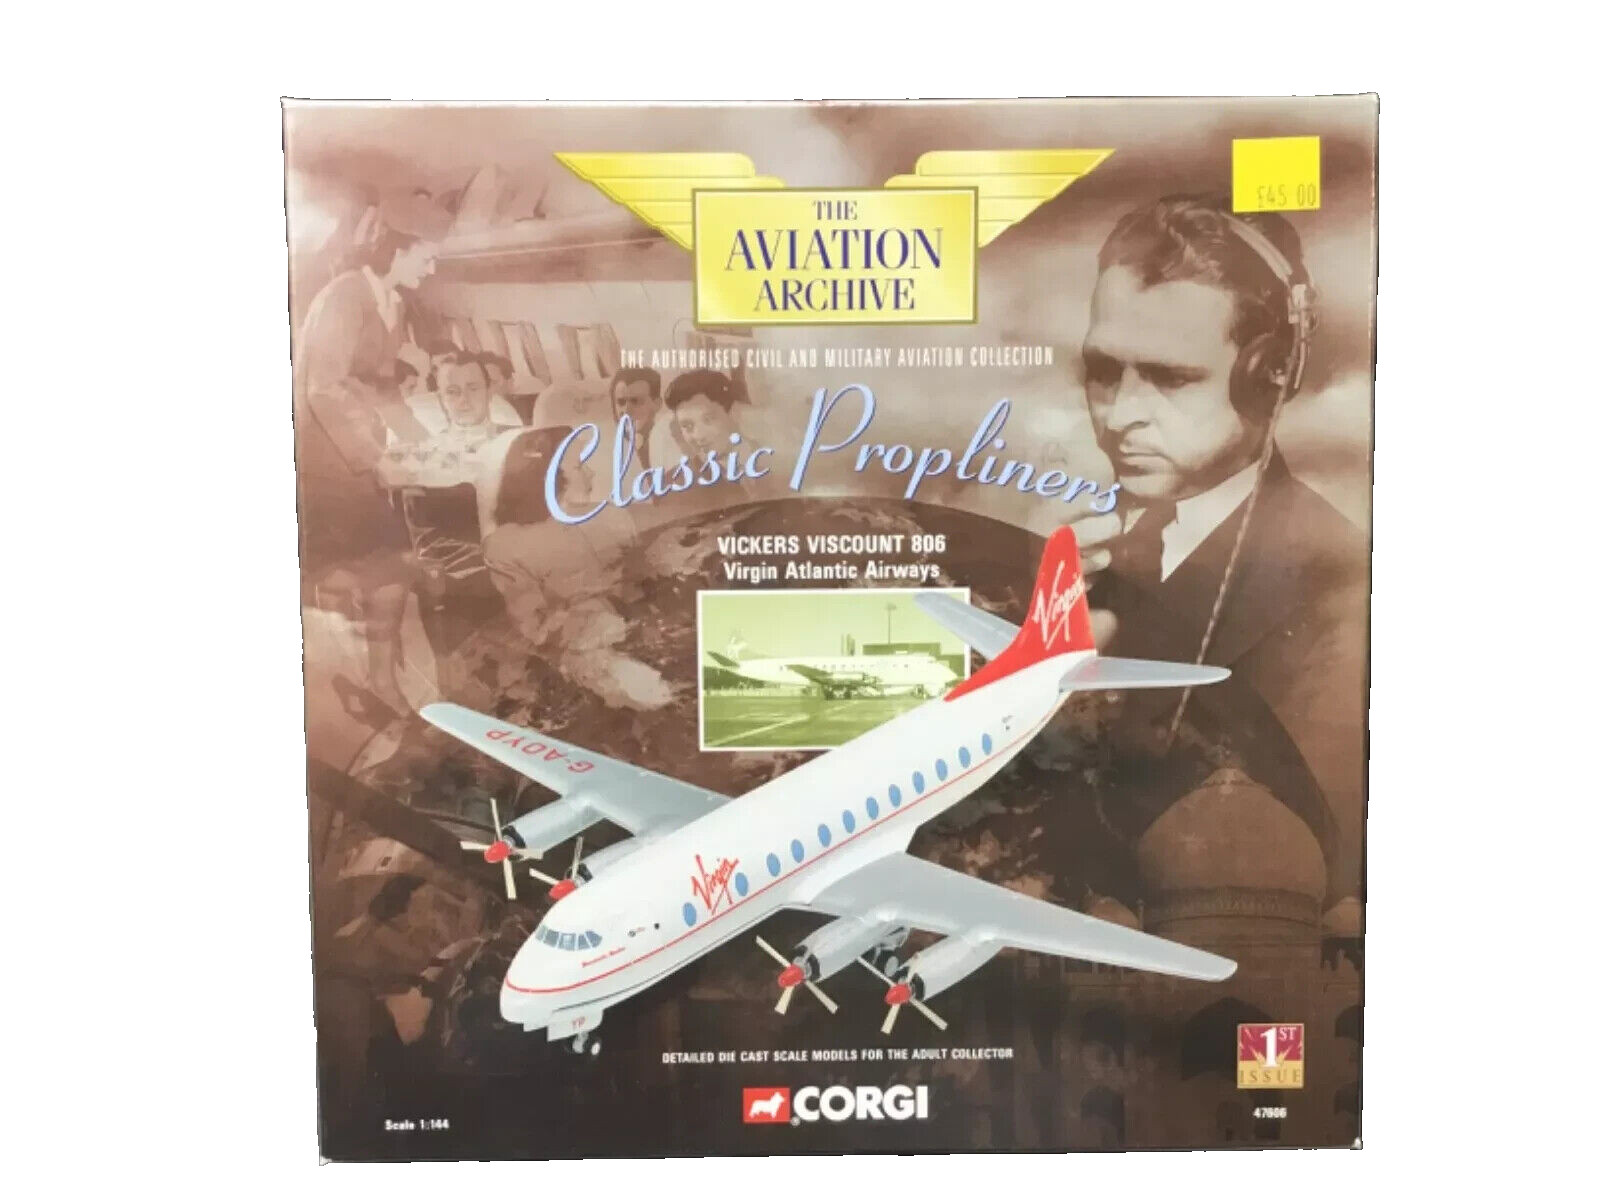 £45 00
THE
AVIATION
ARCHIVE
THE AUTHORISED CIVIL AND MILITARY AVIATION COLLECTION
Classic Propliners
VICKERS VISCOUNT 806
Virgin Atlantic Airways
Virgin
G-AOYP
Virgin
YP
DETAILED DIE CAST SCALE MODELS FOR THE ADULT COLLECTOR
1ST
ISSUE
CORGI
Scale 1:144
47606